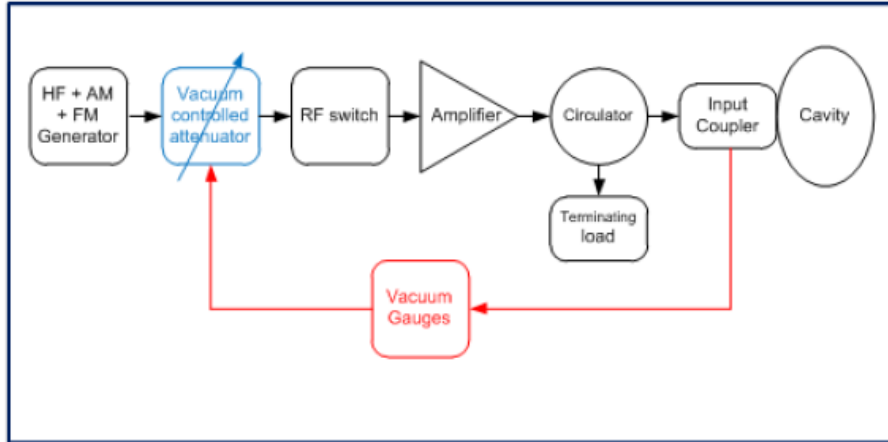 HF + AM
+ FM
Generator
Vacuum
controlled
attenuator
RF switch
Amplifier
Circulator
Input
Coupler
Cavity
Terminating
load
Vacuum
Gauges